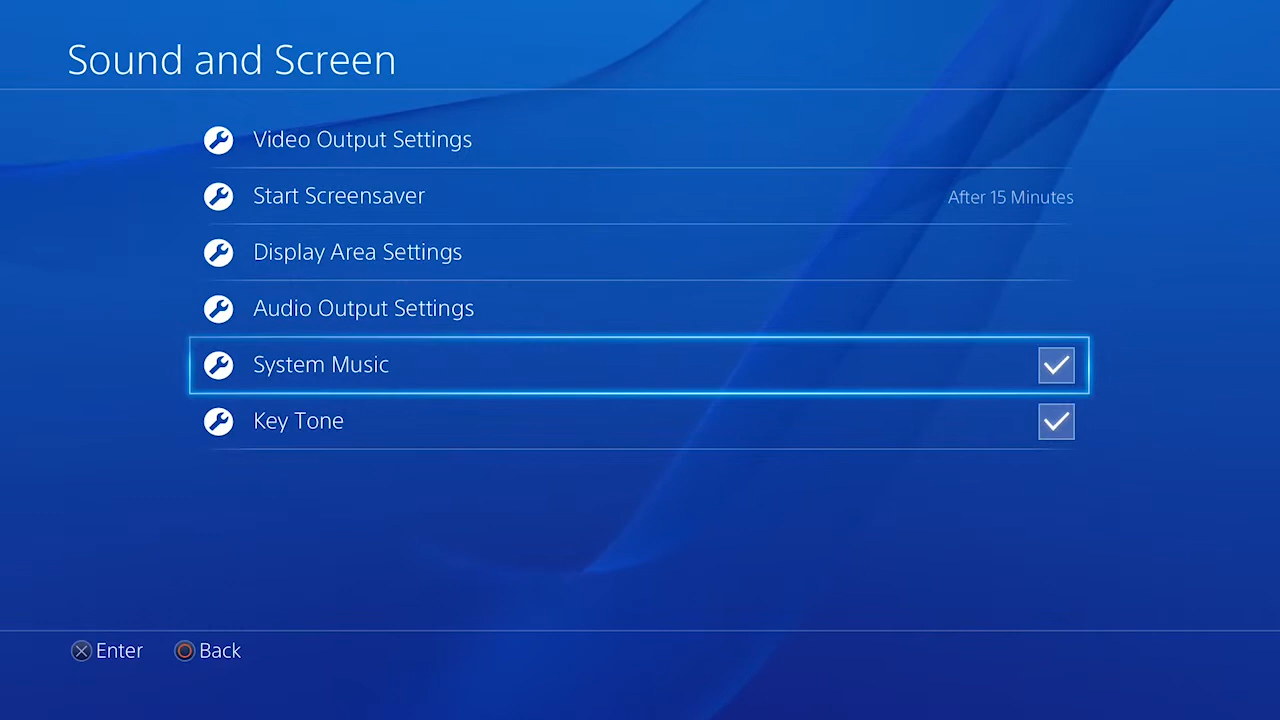 Sound and Screen
Video Output Settings
Start Screensaver After 15 Minutes
Display Area Settings
Audio Output Settings
System Music
Key Tone
Enter Back